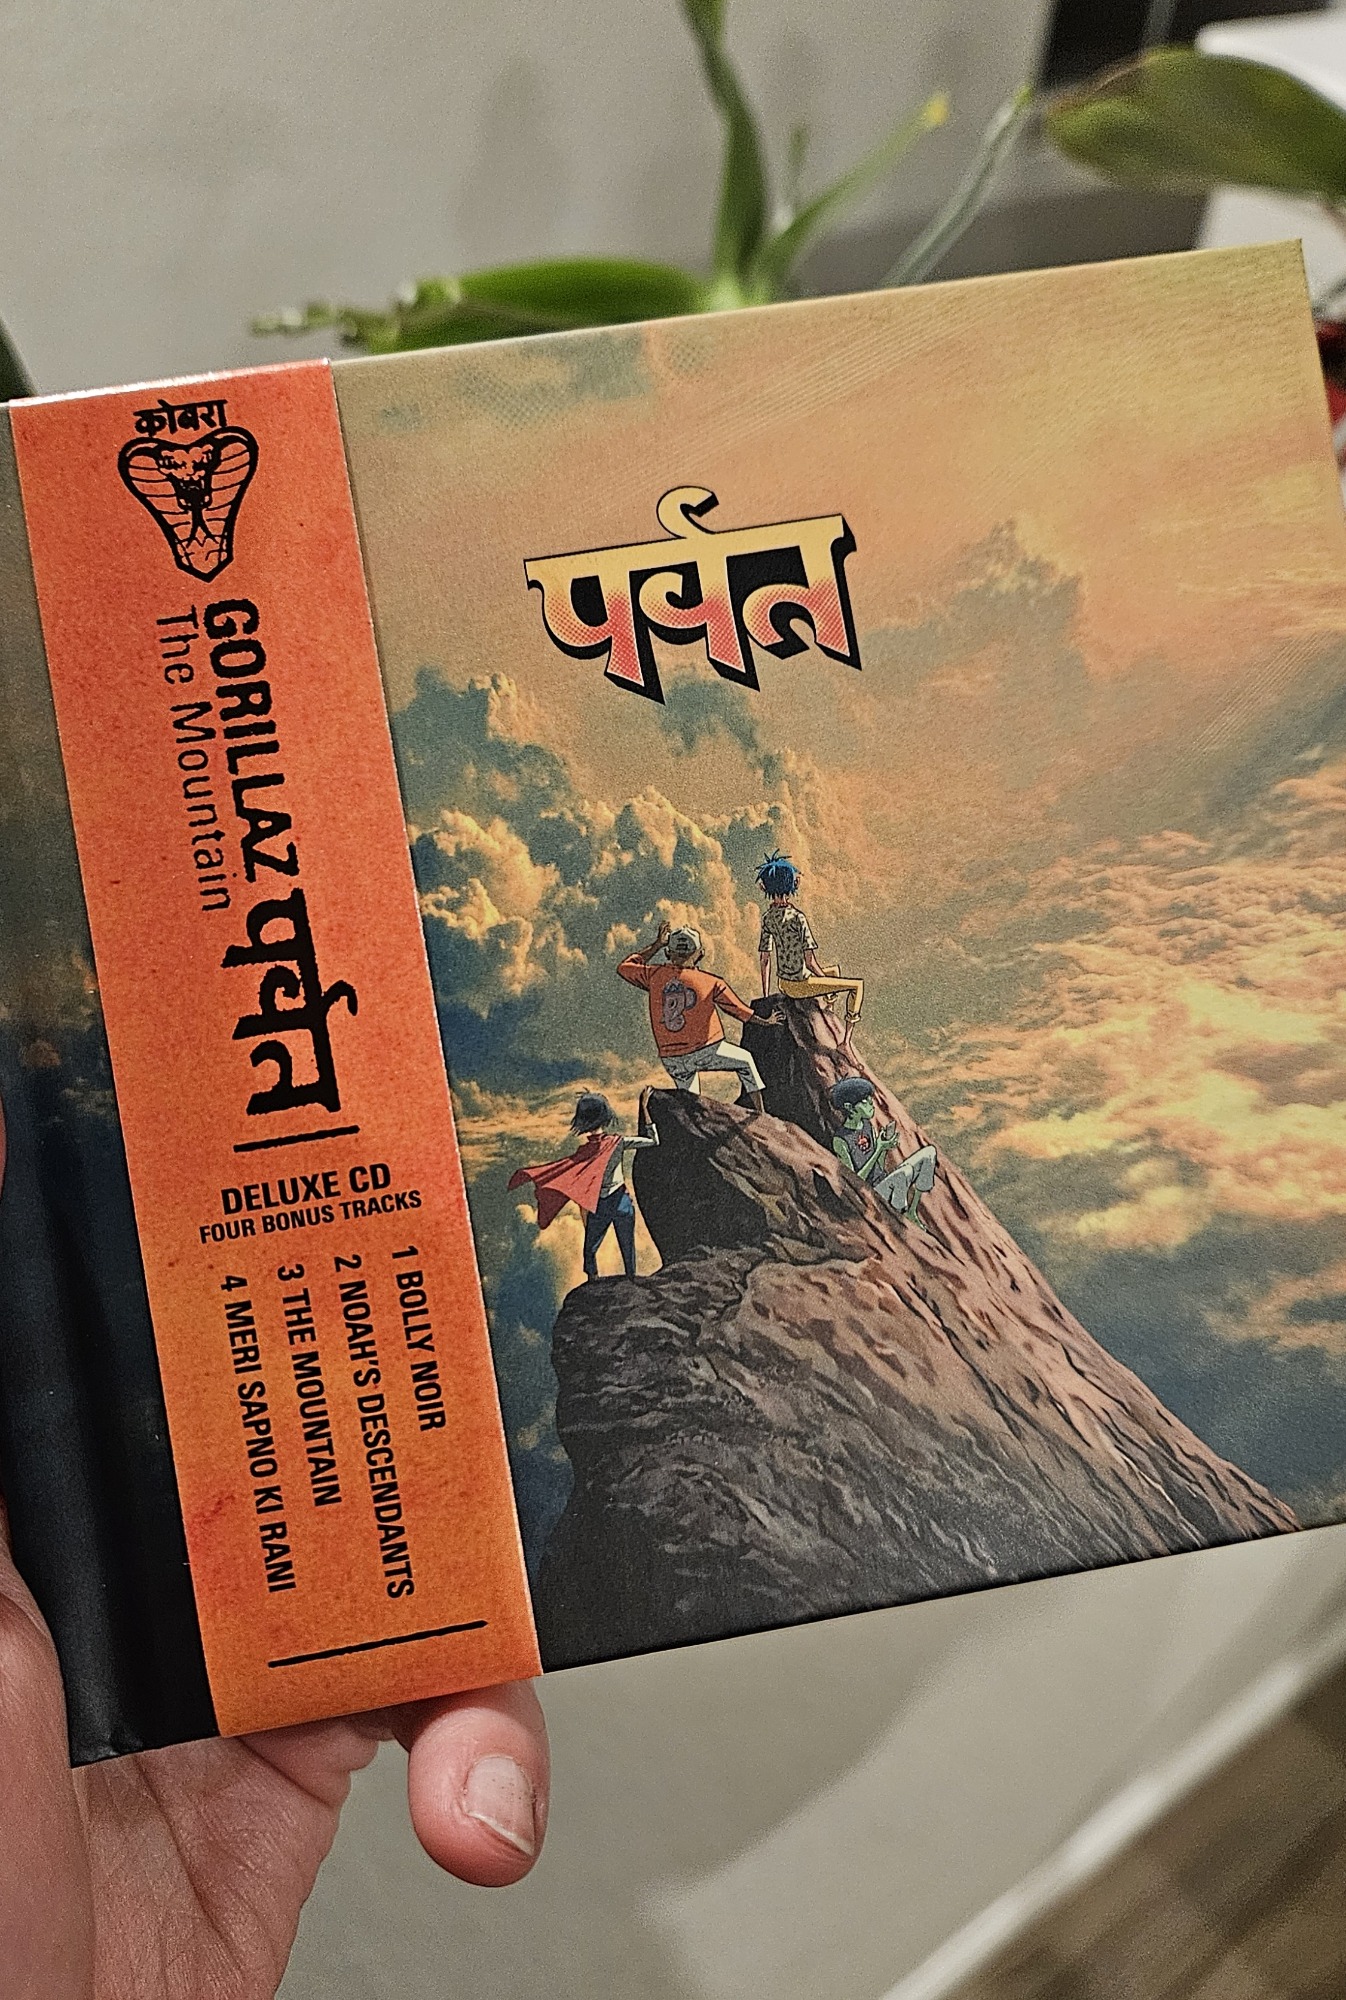 कोबरा
GORILLAZ पर्वत
The Mountain
DELUXE CD
FOUR BONUS TRACKS
1 BOLLY NOIR
2 NOAH'S DESCENDANTS
3 THE MOUNTAIN
4 MERI SAPNO KI RANI
पर्वत